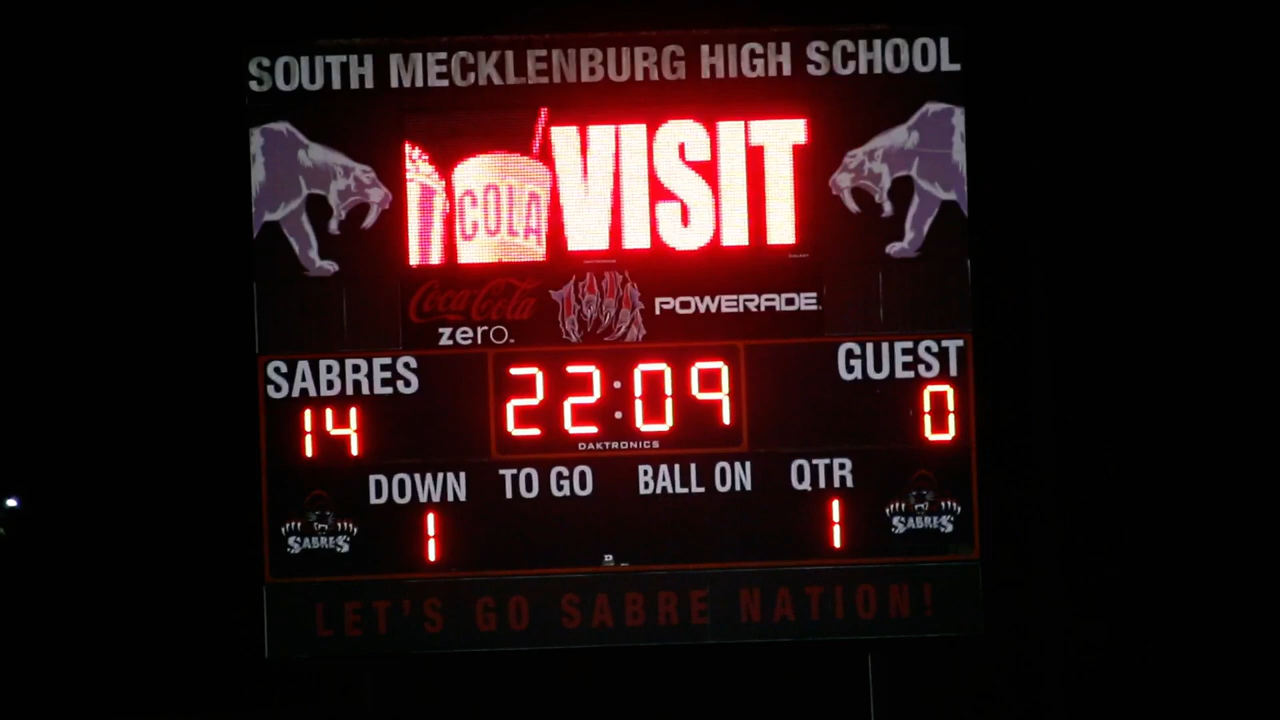 SOUTH MECKLENBURG HIGH SCHOOL
COLA VISIT
Coca-Cola zero
POWERADE
SABRES 22:09 GUEST
14 0
DAKTRONICS
DOWN TO GO BALL ON QTR
1 1
SABRES SABRES
LET'S GO SABRE NATION!